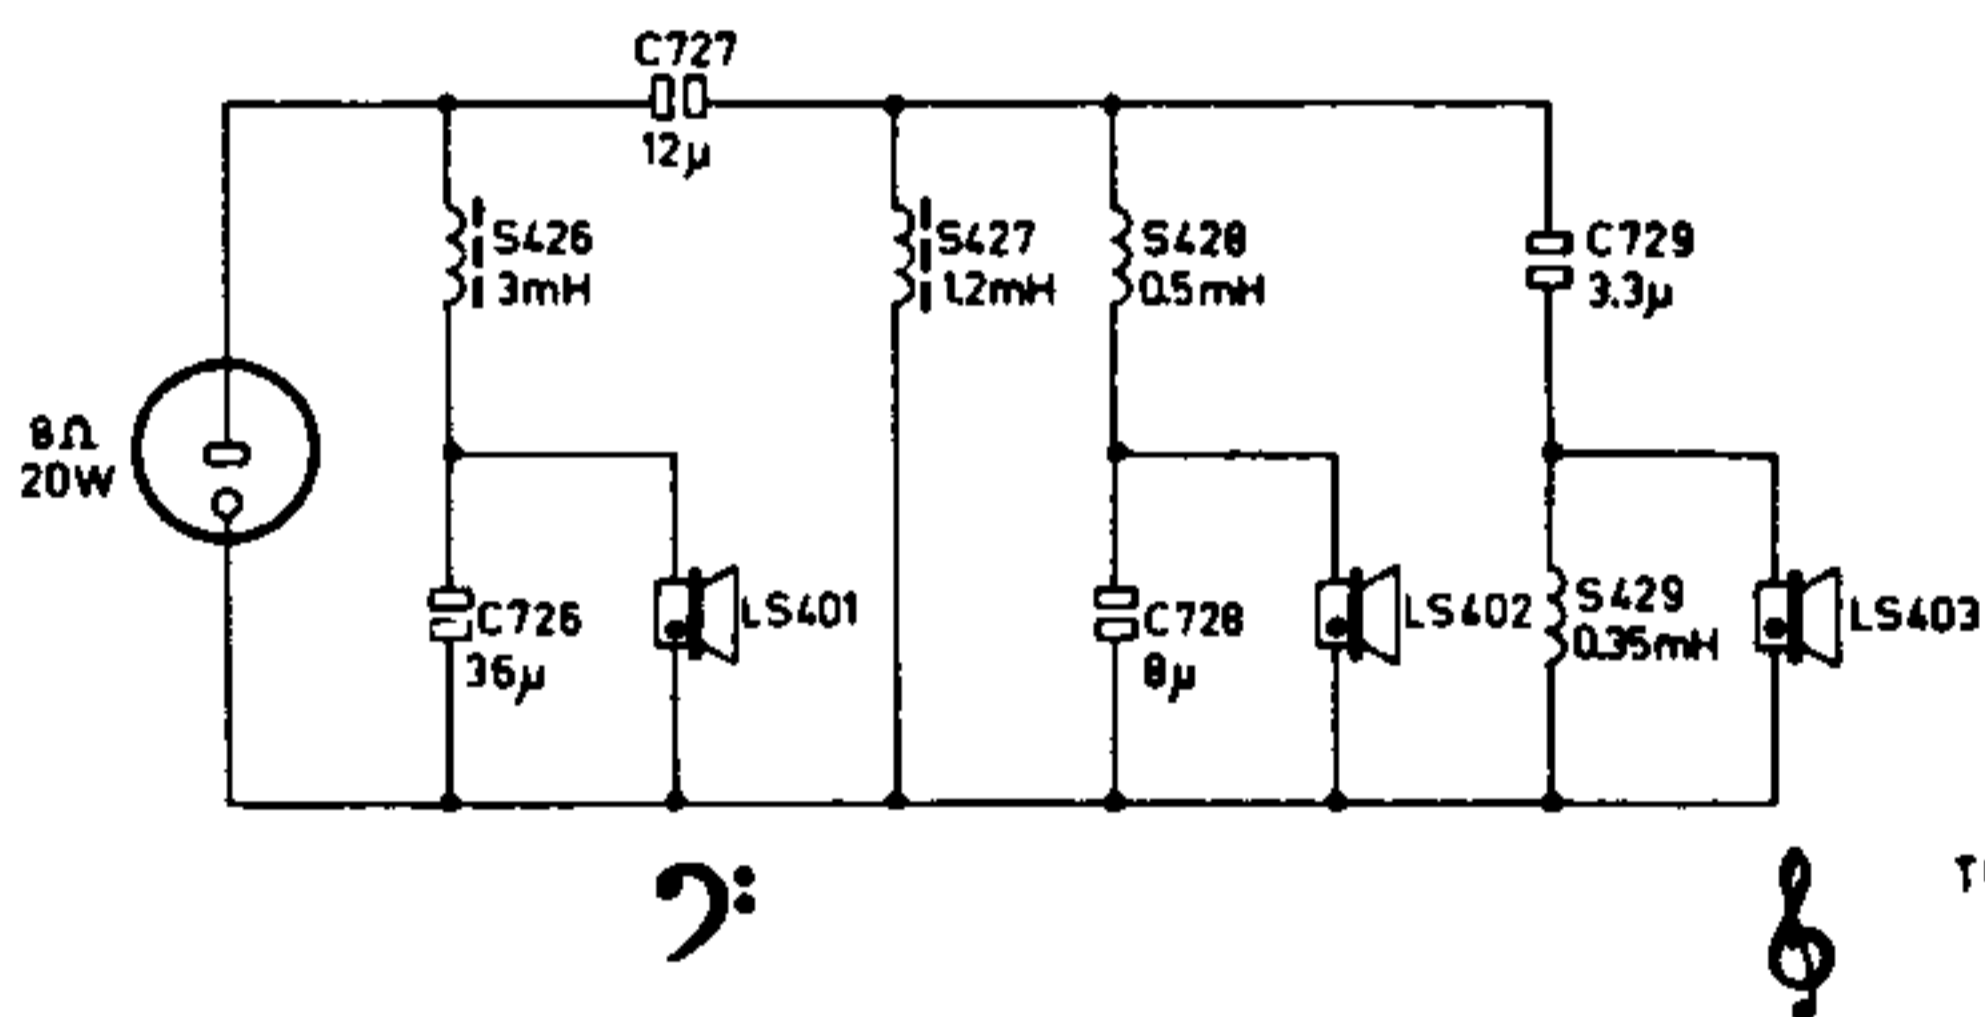 C727
12µ
S426
3mH
S427
1.2mH
S428
0.5mH
C729
3.3µ
8Ω
20W
C726
36µ
LS401
C728
8µ
LS402
S429
0.35mH
LS403